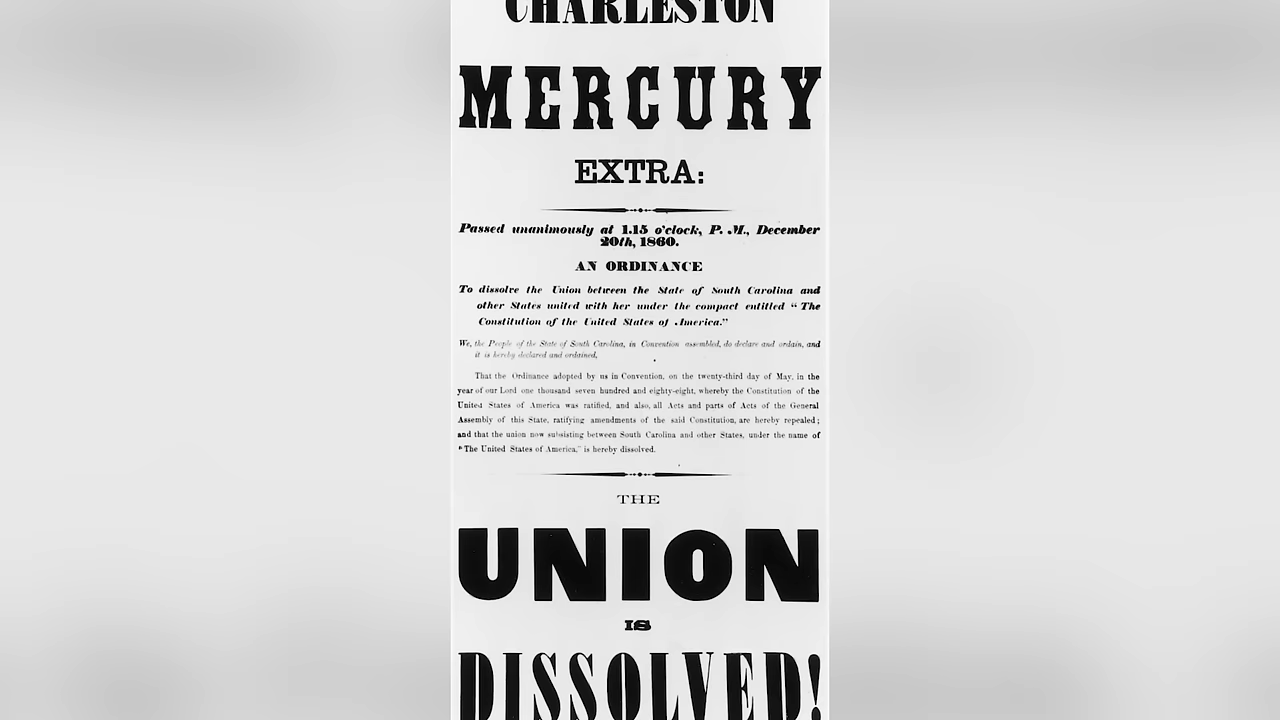 CHARLESTON
MERCURY
EXTRA:
Passed unanimously at 1.15 o'clock, P. M., December
20th, 1860.
AN ORDINANCE
To dissolve the Union between the State of South Carolina and
other States united with her under the compact entitled "The
Constitution of the United States of America."
We, the People of the State of South Carolina, in Convention assembled, do declare and ordain, and
it is hereby declared and ordained,
That the Ordinance adopted by us in Convention, on the twenty-third day of May, in the
year of our Lord one thousand seven hundred and eighty-eight, whereby the Constitution of the
United States of America was ratified, and also, all Acts and parts of Acts of the General
Assembly of this State, ratifying amendments of the said Constitution, are hereby repealed;
and that the union now subsisting between South Carolina and other States, under the name of
"The United States of America," is hereby dissolved.
THE
UNION
IS
DISSOLVED!